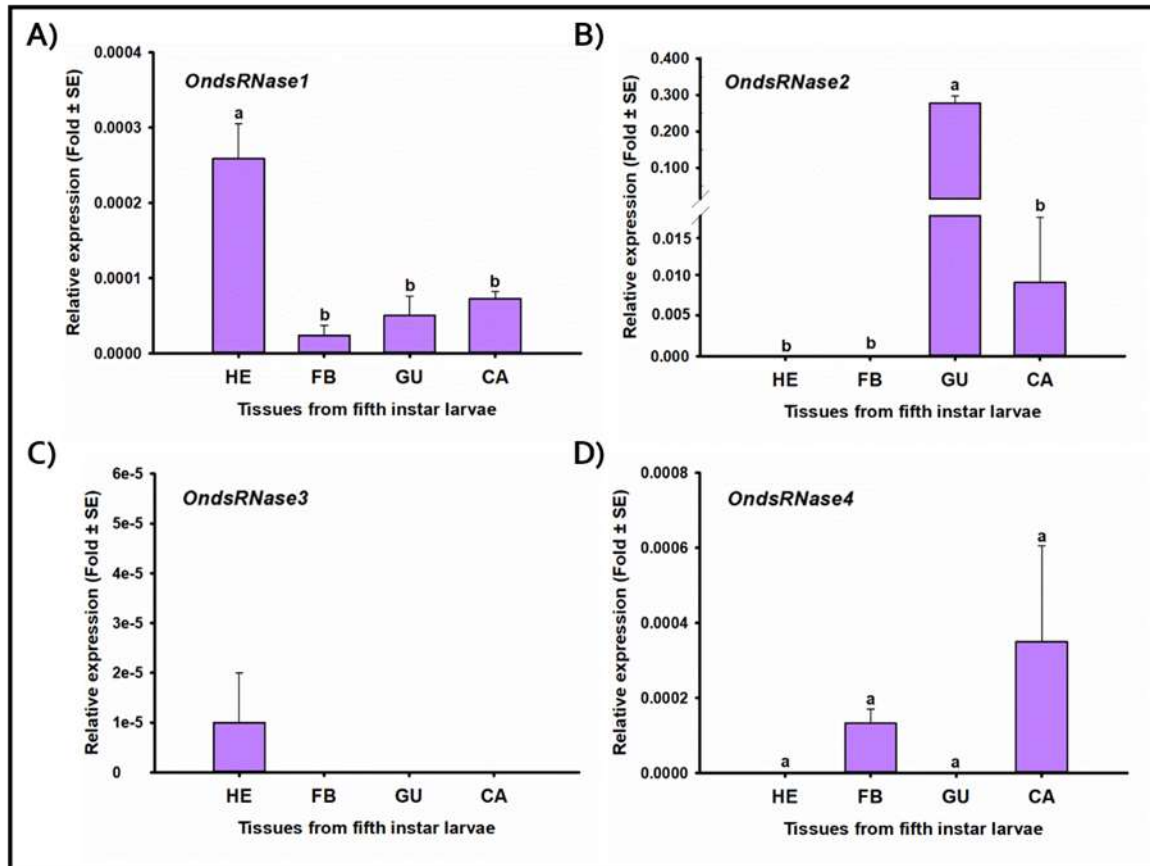 A)
OndsRNase1
Relative expression (Fold ± SE)
0.0004
0.0003
0.0002
0.0001
0.0000
a
b
b
b
HE FB GU CA
Tissues from fifth instar larvae
B)
OndsRNase2
Relative expression (Fold ± SE)
0.400
0.300
0.200
0.100
0.015
0.010
0.005
0.000
b
b
a
b
HE FB GU CA
Tissues from fifth instar larvae
C)
OndsRNase3
Relative expression (Fold ± SE)
6e-5
5e-5
4e-5
3e-5
2e-5
1e-5
0
HE FB GU CA
Tissues from fifth instar larvae
D)
OndsRNase4
Relative expression (Fold ± SE)
0.0008
0.0006
0.0004
0.0002
0.0000
a
a
a
a
HE FB GU CA
Tissues from fifth instar larvae